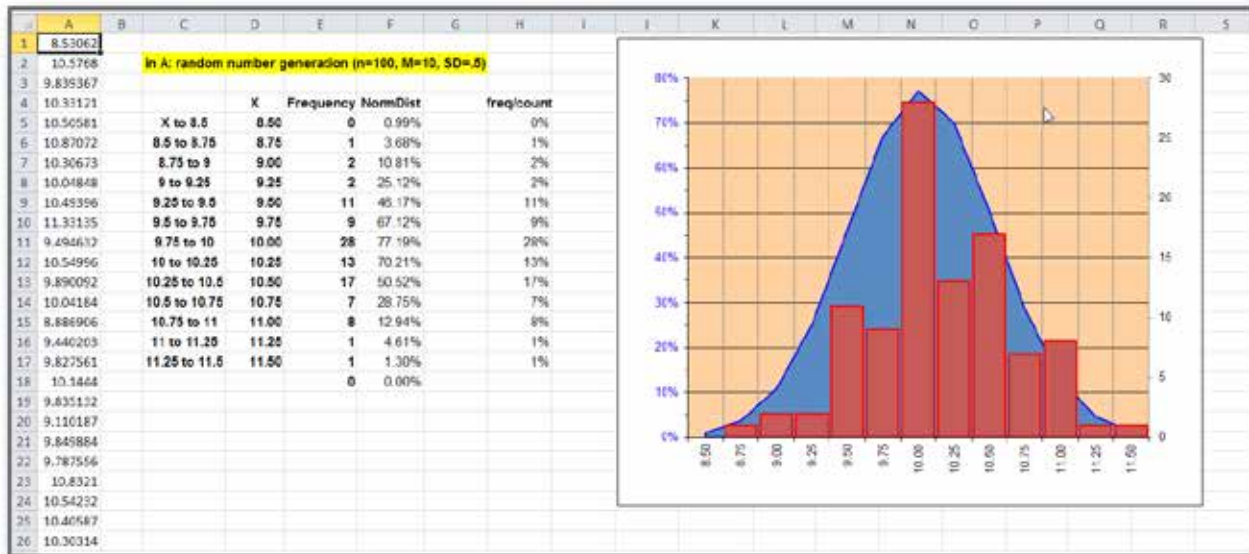 A B C D E F G H I J K L M N O P Q R S
1 8.53062
2 10.5768 in A: random number generation (n=100, M=10, SD=.5)
3 9.839367
4 10.33121 X Frequency NormDist freq/count
5 10.50581 X to 8.5 8.50 0 0.99% 0%
6 10.87072 8.5 to 8.75 8.75 1 3.68% 1%
7 10.30673 8.75 to 9 9.00 2 10.81% 2%
8 10.04848 9 to 9.25 9.25 2 25.12% 2%
9 10.49396 9.25 to 9.5 9.50 11 46.17% 11%
10 11.33135 9.5 to 9.75 9.75 9 67.12% 9%
11 9.494632 9.75 to 10 10.00 28 77.19% 28%
12 10.54996 10 to 10.25 10.25 13 70.21% 13%
13 9.890092 10.25 to 10.5 10.50 17 50.52% 17%
14 10.04184 10.5 to 10.75 10.75 7 28.75% 7%
15 8.886906 10.75 to 11 11.00 8 12.94% 8%
16 9.440203 11 to 11.25 11.25 1 4.61% 1%
17 9.827561 11.25 to 11.5 11.50 1 1.30% 1%
18 10.1444 0 0.00%
19 9.835132
20 9.110187
21 9.849884
22 9.787556
23 10.8321
24 10.54232
25 10.40587
26 10.30314
80% 30
70% 25
60%
50% 20
40% 15
30%
20% 10
10% 5
0% 0
8.50 8.75 9.00 9.25 9.50 9.75 10.00 10.25 10.50 10.75 11.00 11.25 11.50